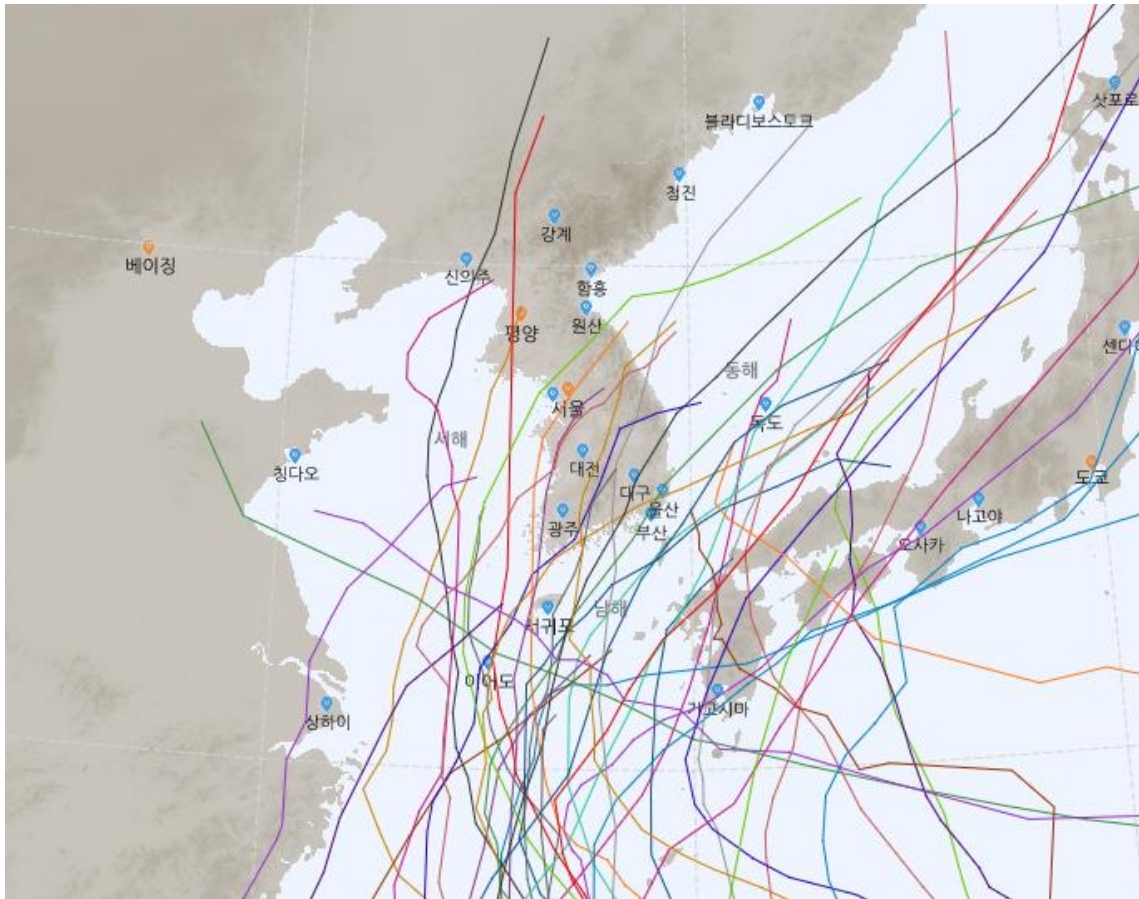 삿포로
블라디보스토크
청진
강계
베이징
신의주
함흥
평양
원산
센다이
동해
서울
독도
서해
대전
칭다오
대구
도쿄
울산
나고야
광주
부산
오사카
남해
서귀포
이어도
가고시마
상하이